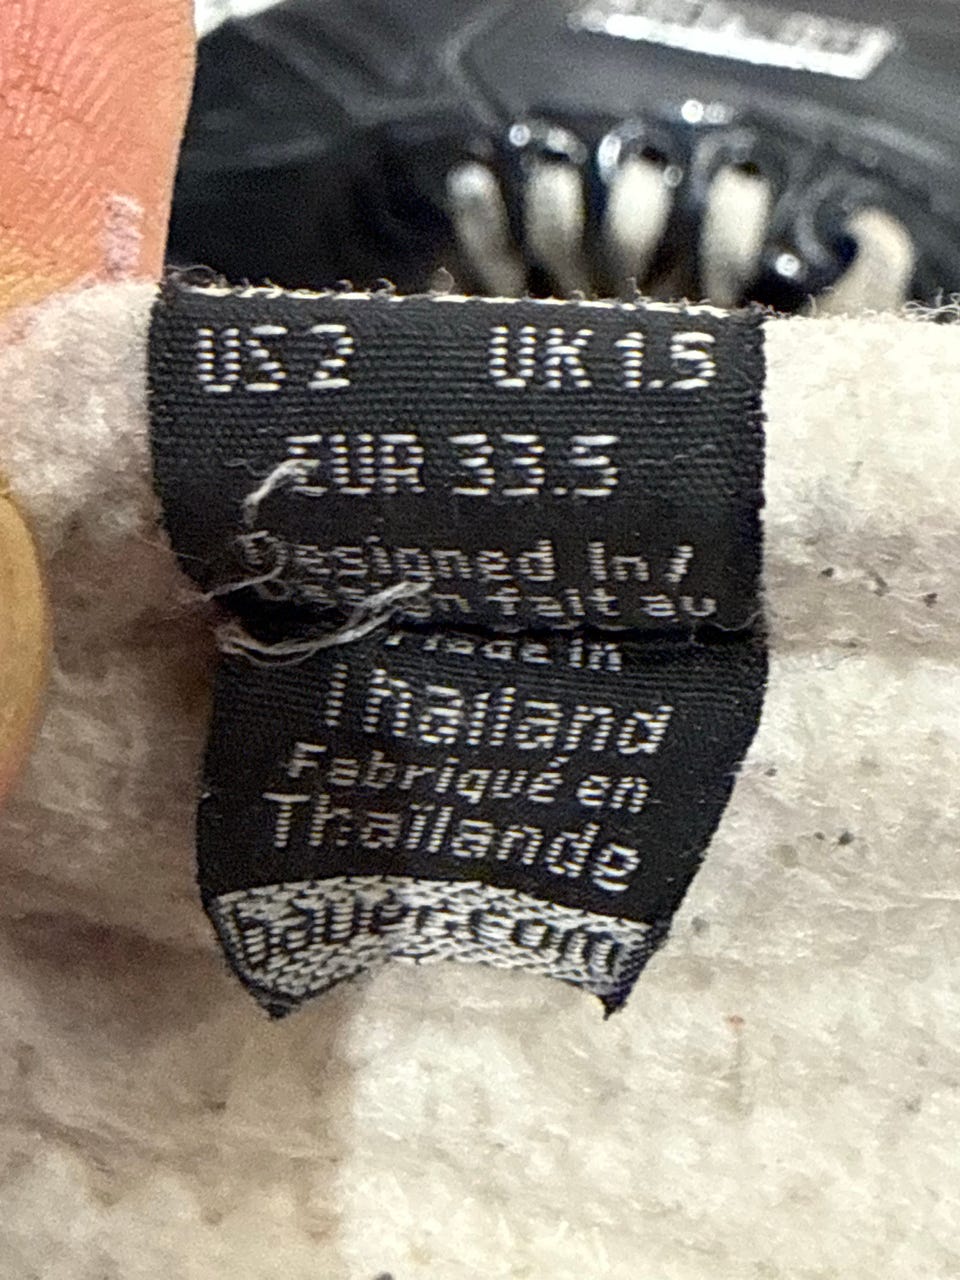 US 2 UK 1.5
EUR 33.5
Designed in /
Design fait au
Made in
Thailand
Fabriqué en
Thaïlande
bauer.com